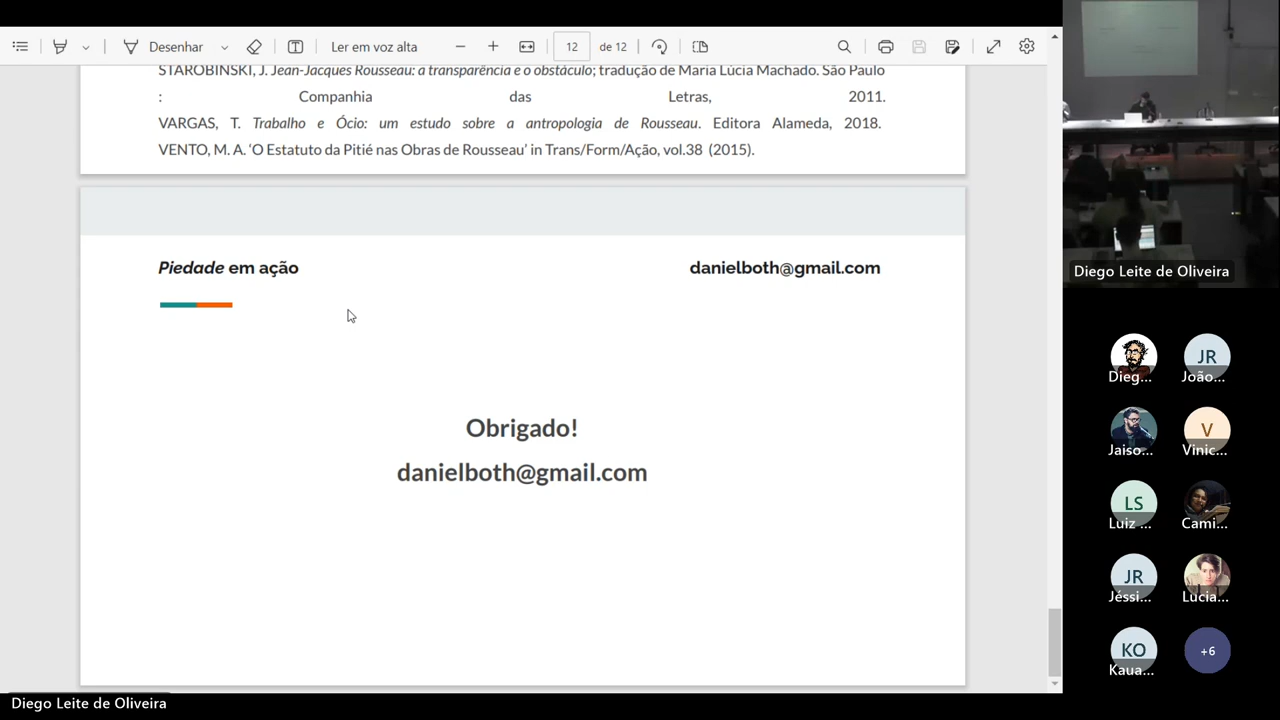 Desenhar
Ler em voz alta
12
de 12
STAROBINSKI, J. Jean-Jacques Rousseau: a transparência e o obstáculo; tradução de Maria Lúcia Machado. São Paulo
: Companhia das Letras, 2011.
VARGAS, T. Trabalho e Ócio: um estudo sobre a antropologia de Rousseau. Editora Alameda, 2018.
VENTO, M. A. ‘O Estatuto da Pitié nas Obras de Rousseau’ in Trans/Form/Ação, vol.38 (2015).
Piedade em ação
danielboth@gmail.com
Obrigado!
danielboth@gmail.com
Diego Leite de Oliveira
Diego Leite de Oliveira
Dieg...
JR
João...
Jaiso...
V
Vinic...
LS
Luiz ...
Cami...
JR
Jéssi...
Lucia...
KO
Kaua...
+6